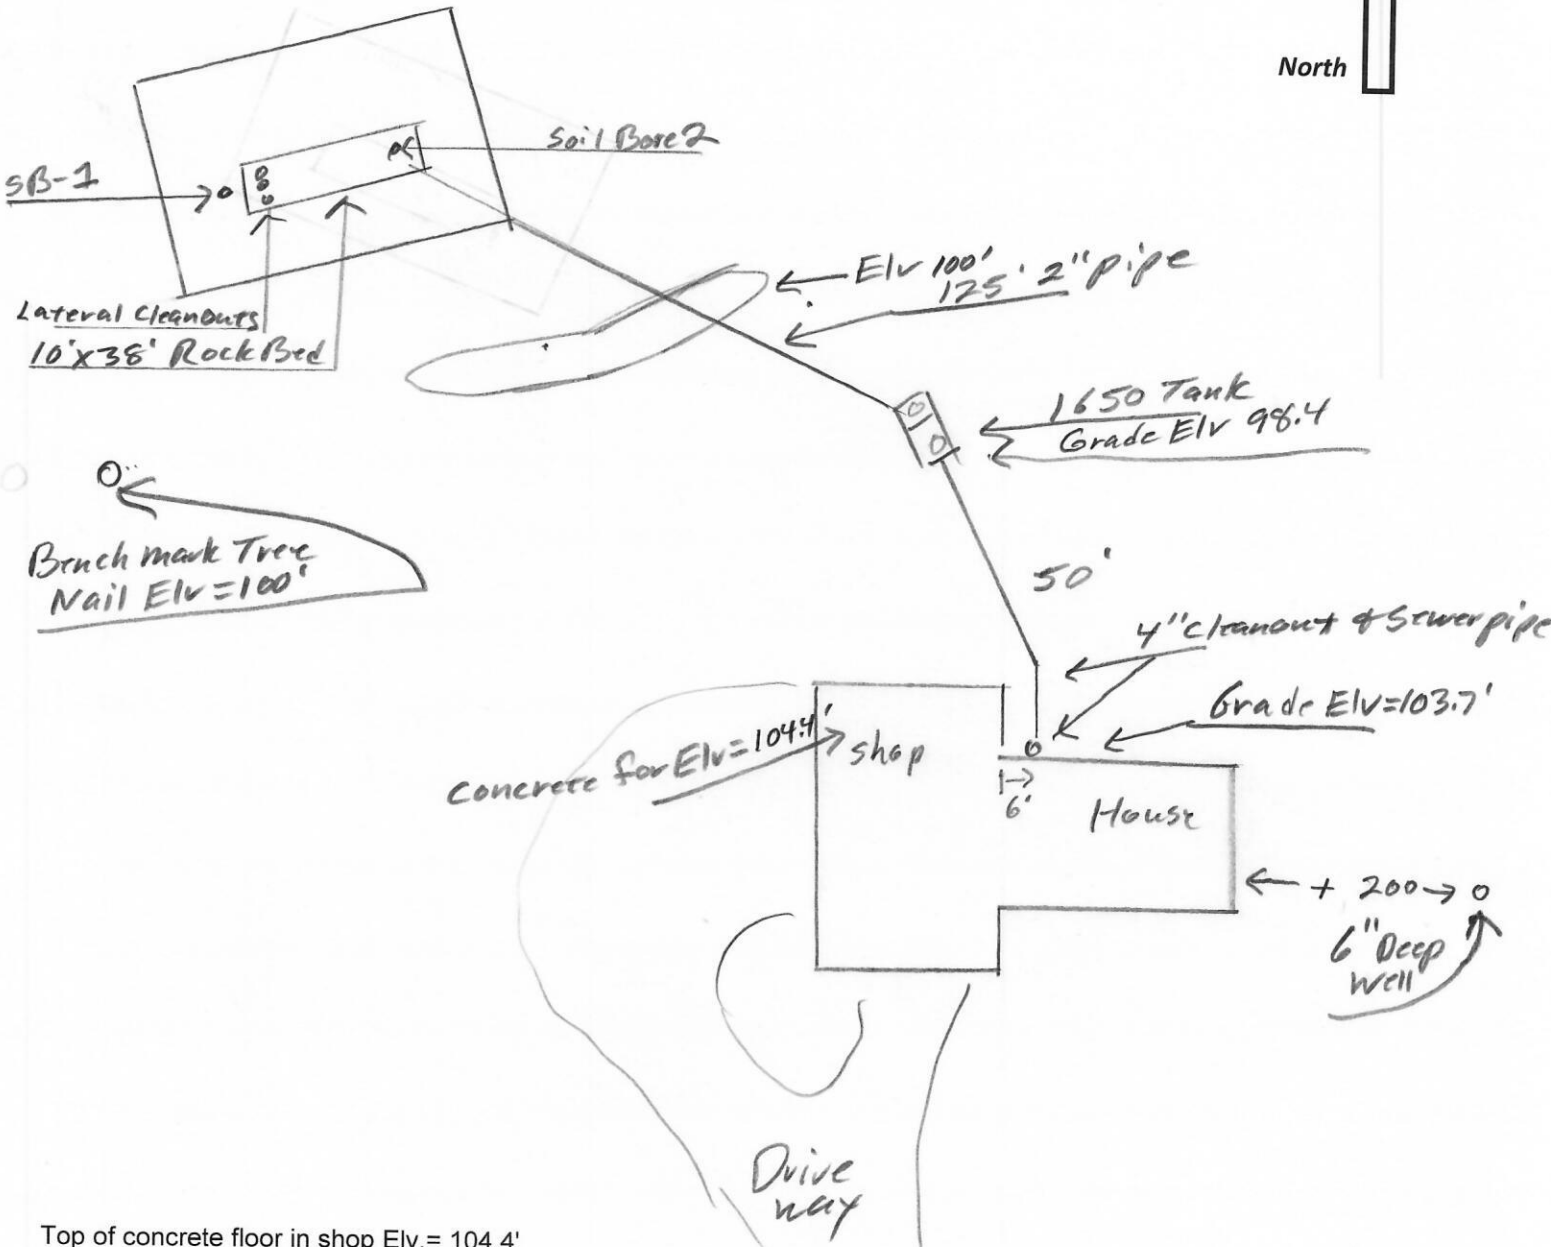 North
Soil Bore 2
SB-1
Elv 100'
125' 2" pipe
Lateral Cleanouts
10'x38' Rock Bed
1650 Tank
Grade Elv 98.4
Bench mark Tree
Nail Elv=100'
50'
4" Cleanout & Sewer pipe
Grade Elv=103.7'
Concrete for Elv=104.4'
shop
6'
House
+ 200
6" Deep
Well
Drive
way
Top of concrete floor in shop Elv.= 104.4'